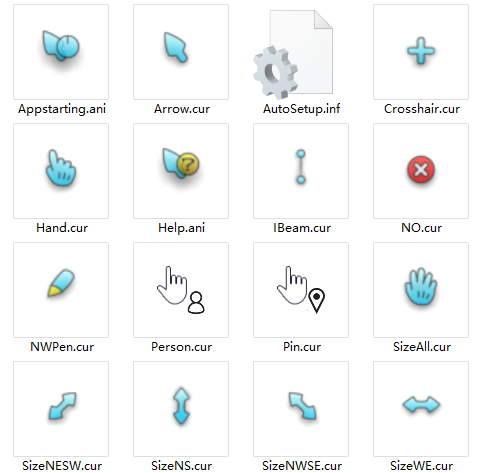 Appstarting.ani
Arrow.cur
AutoSetup.inf
Crosshair.cur
Hand.cur
Help.ani
IBeam.cur
NO.cur
NWPen.cur
Person.cur
Pin.cur
SizeAll.cur
SizeNESW.cur
SizeNS.cur
SizeNWSE.cur
SizeWE.cur